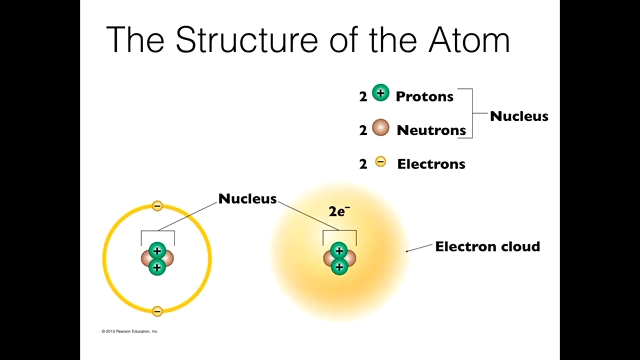 The Structure of the Atom
2 + Protons
2 Neutrons
Nucleus
2 − Electrons
Nucleus
2e−
Electron cloud
−
+
+
+
+
−
© 2013 Pearson Education, Inc.